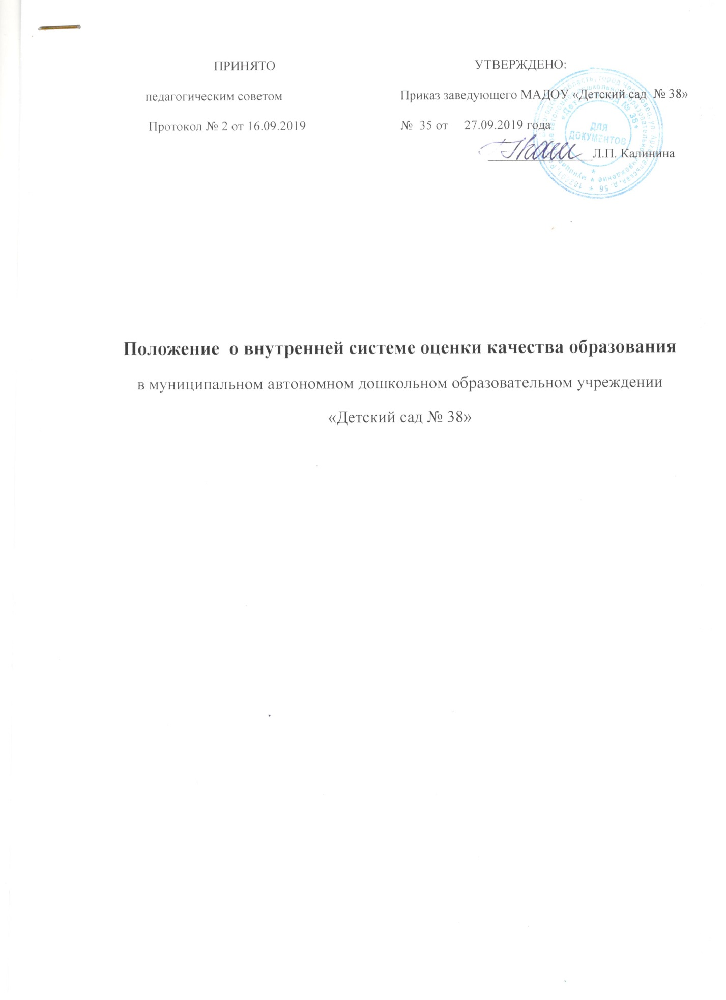 ПРИНЯТО
педагогическим советом
Протокол № 2 от 16.09.2019
УТВЕРЖДЕНО:
Приказ заведующего МАДОУ «Детский сад № 38»
№ 35 от 27.09.2019 года
Л.П. Калинина
ДЛЯ
ДОКУМЕНТОВ
Положение о внутренней системе оценки качества образования
в муниципальном автономном дошкольном образовательном учреждении
«Детский сад № 38»